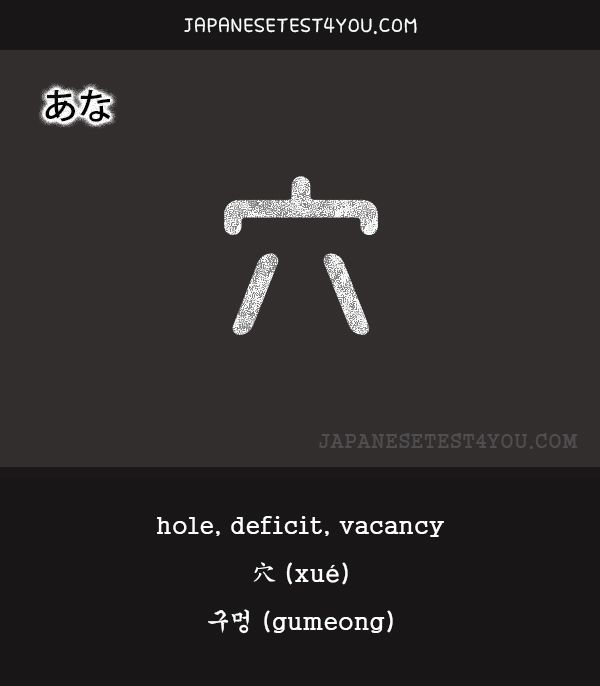 JAPANESETEST4YOU.COM
あな
穴
JAPANESETEST4YOU.COM
hole, deficit, vacancy
穴 (xué)
구멍 (gumeong)